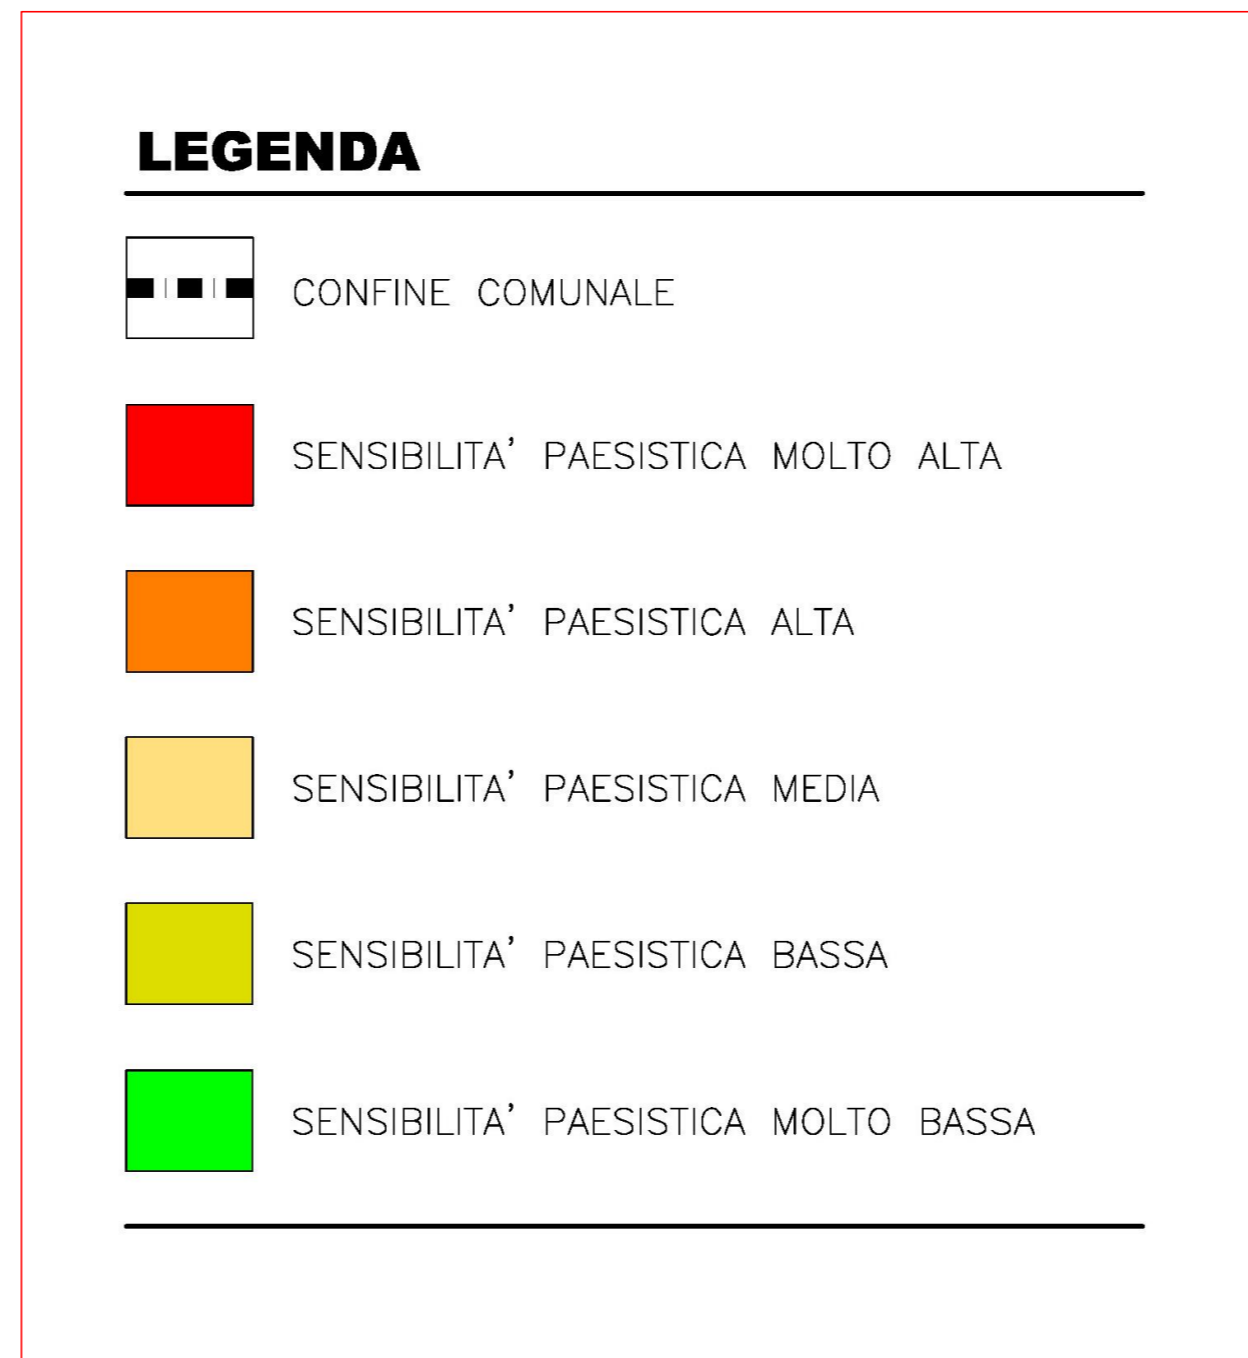 LEGENDA
CONFINE COMUNALE
SENSIBILITA’ PAESISTICA MOLTO ALTA
SENSIBILITA’ PAESISTICA ALTA
SENSIBILITA’ PAESISTICA MEDIA
SENSIBILITA’ PAESISTICA BASSA
SENSIBILITA’ PAESISTICA MOLTO BASSA